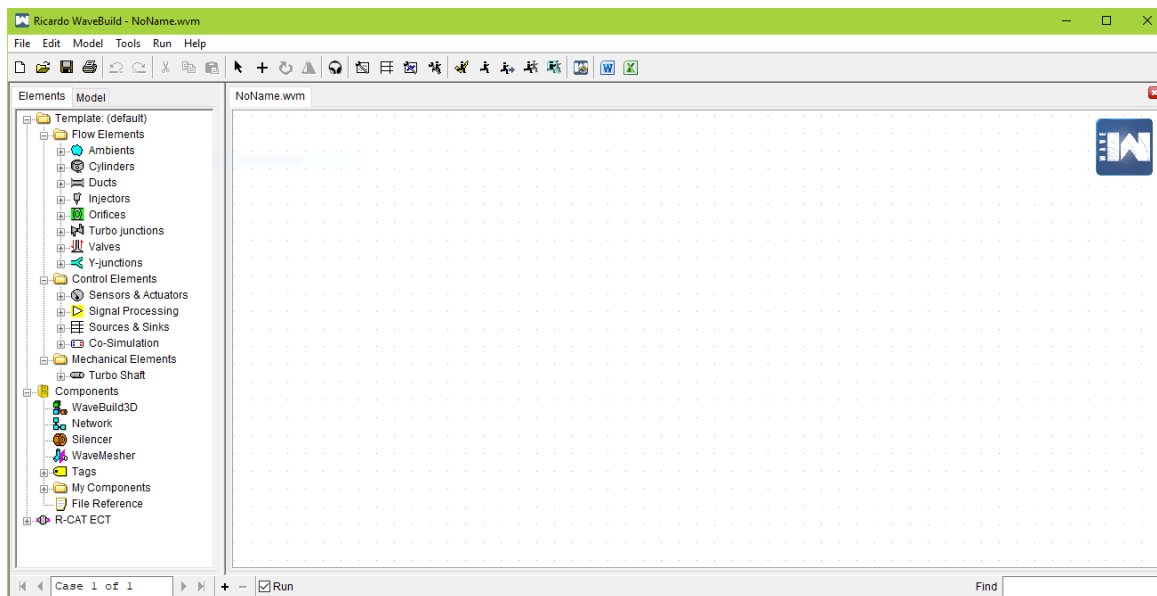 Ricardo WaveBuild - NoName.wvm
File Edit Model Tools Run Help
Elements Model
NoName.wvm
Template: (default)
Flow Elements
Ambients
Cylinders
Ducts
Injectors
Orifices
Turbo junctions
Valves
Y-junctions
Control Elements
Sensors & Actuators
Signal Processing
Sources & Sinks
Co-Simulation
Mechanical Elements
Turbo Shaft
Components
WaveBuild3D
Network
Silencer
WaveMesher
Tags
My Components
File Reference
R-CAT ECT
WAVE
Case 1 of 1
Run
Find